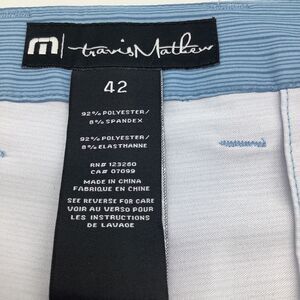 m | travisMathew
42
92% POLYESTER/
8% SPANDEX
92% POLYESTER/
8% ELASTHANNE
RN# 123260
CA# 07099
MADE IN CHINA
FABRIQUE EN CHINE
SEE REVERSE FOR CARE
VOIR AU VERSO POUR
LES INSTRUCTIONS
DE LAVAGE